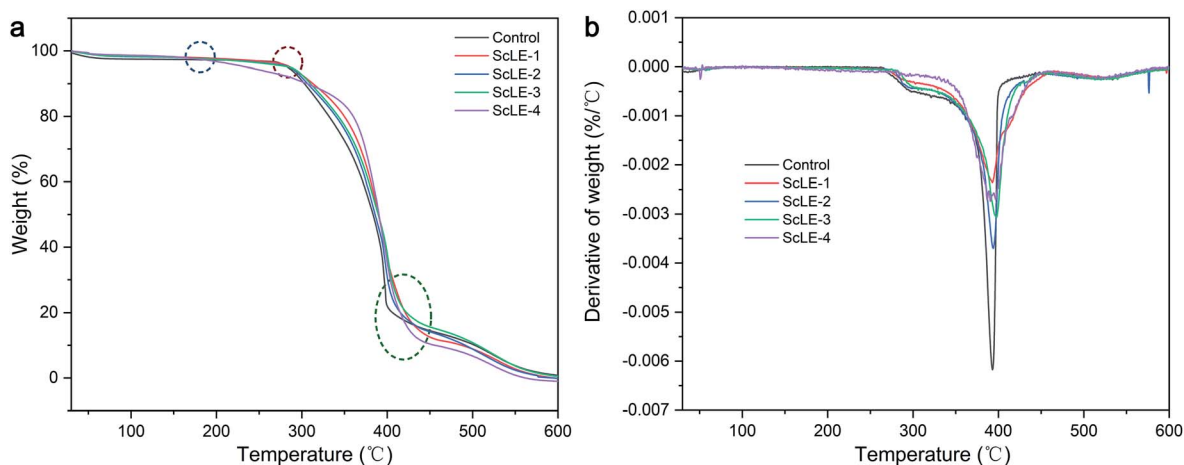 a
100
80
60
40
20
0
Weight (%)
100 200 300 400 500 600
Temperature (℃)
Control
ScLE-1
ScLE-2
ScLE-3
ScLE-4
b
0.001
0.000
-0.001
-0.002
-0.003
-0.004
-0.005
-0.006
-0.007
Derivative of weight (%/℃)
100 200 300 400 500 600
Temperature (℃)
Control
ScLE-1
ScLE-2
ScLE-3
ScLE-4